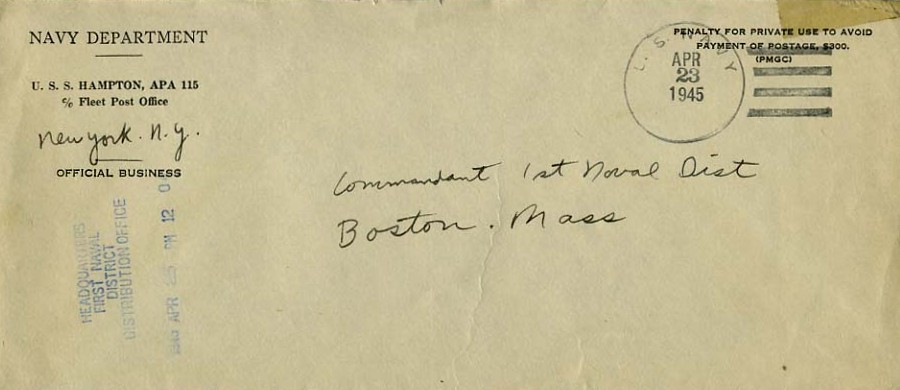 NAVY DEPARTMENT
U. S. S. HAMPTON, APA 115
℅ Fleet Post Office
New York. N.Y.
OFFICIAL BUSINESS
PENALTY FOR PRIVATE USE TO AVOID
PAYMENT OF POSTAGE, $300.
(PMGC)
U. S. NAVY
APR
23
1945
Commandant 1st Naval Dist
Boston. Mass
HEADQUARTERS
FIRST NAVAL
DISTRICT
DISTRIBUTION OFFICE
APR 25 PM 12